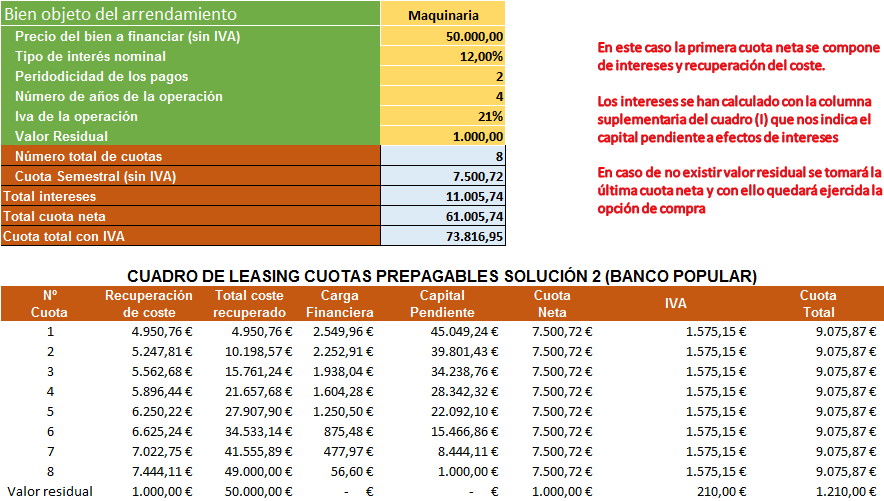 Bien objeto del arrendamiento Maquinaria
Precio del bien a financiar (sin IVA) 50.000,00
Tipo de interés nominal 12,00%
Peridodicidad de los pagos 2
Número de años de la operación 4
Iva de la operación 21%
Valor Residual 1.000,00
Número total de cuotas 8
Cuota Semestral (sin IVA) 7.500,72
Total intereses 11.005,74
Total cuota neta 61.005,74
Cuota total con IVA 73.816,95
En este caso la primera cuota neta se compone
de intereses y recuperación del coste.
Los intereses se han calculado con la columna
suplementaria del cuadro (I) que nos indica el
capital pendiente a efectos de intereses
En caso de no existir valor residual se tomará la
última cuota neta y con ello quedará ejercida la
opción de compra
CUADRO DE LEASING CUOTAS PREPAGABLES SOLUCIÓN 2 (BANCO POPULAR)
Nº Recuperación Total coste Carga Capital Cuota IVA Cuota
Cuota de coste recuperado Financiera Pendiente Neta Total
1 4.950,76 € 4.950,76 € 2.549,96 € 45.049,24 € 7.500,72 € 1.575,15 € 9.075,87 €
2 5.247,81 € 10.198,57 € 2.252,91 € 39.801,43 € 7.500,72 € 1.575,15 € 9.075,87 €
3 5.562,68 € 15.761,24 € 1.938,04 € 34.238,76 € 7.500,72 € 1.575,15 € 9.075,87 €
4 5.896,44 € 21.657,68 € 1.604,28 € 28.342,32 € 7.500,72 € 1.575,15 € 9.075,87 €
5 6.250,22 € 27.907,90 € 1.250,50 € 22.092,10 € 7.500,72 € 1.575,15 € 9.075,87 €
6 6.625,24 € 34.533,14 € 875,48 € 15.466,86 € 7.500,72 € 1.575,15 € 9.075,87 €
7 7.022,75 € 41.555,89 € 477,97 € 8.444,11 € 7.500,72 € 1.575,15 € 9.075,87 €
8 7.444,11 € 49.000,00 € 56,60 € 1.000,00 € 7.500,72 € 1.575,15 € 9.075,87 €
Valor residual 1.000,00 € 50.000,00 € - € - € 1.000,00 € 210,00 € 1.210,00 €